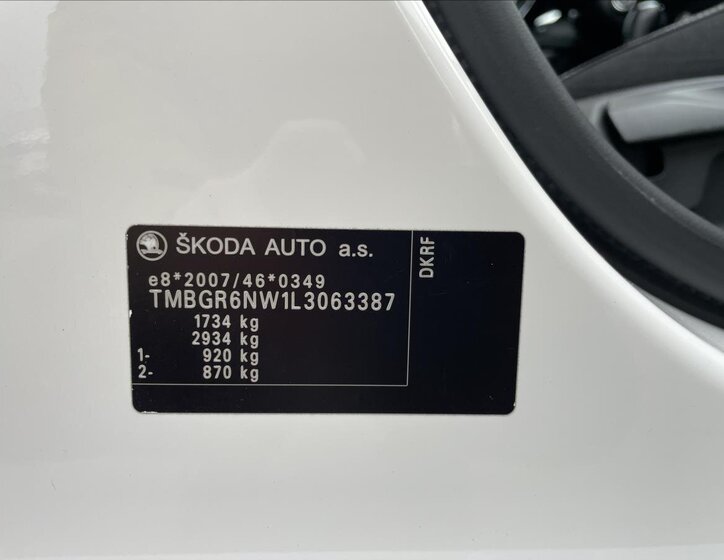 ŠKODA AUTO a.s.
e8*2007/46*0349
TMBGR6NW1L3063387
1734 kg
2934 kg
1- 920 kg
2- 870 kg
DKRF